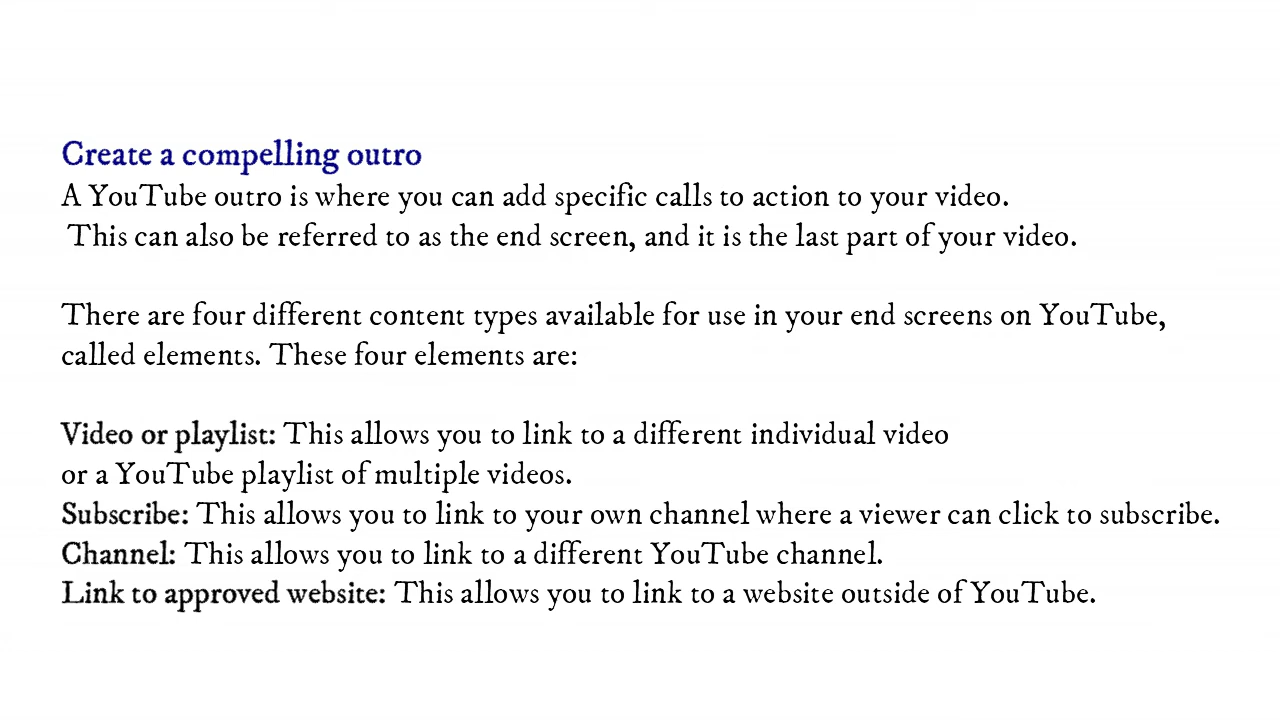 Create a compelling outro
A YouTube outro is where you can add specific calls to action to your video.
This can also be referred to as the end screen, and it is the last part of your video.
There are four different content types available for use in your end screens on YouTube,
called elements. These four elements are:
Video or playlist: This allows you to link to a different individual video
or a YouTube playlist of multiple videos.
Subscribe: This allows you to link to your own channel where a viewer can click to subscribe.
Channel: This allows you to link to a different YouTube channel.
Link to approved website: This allows you to link to a website outside of YouTube.